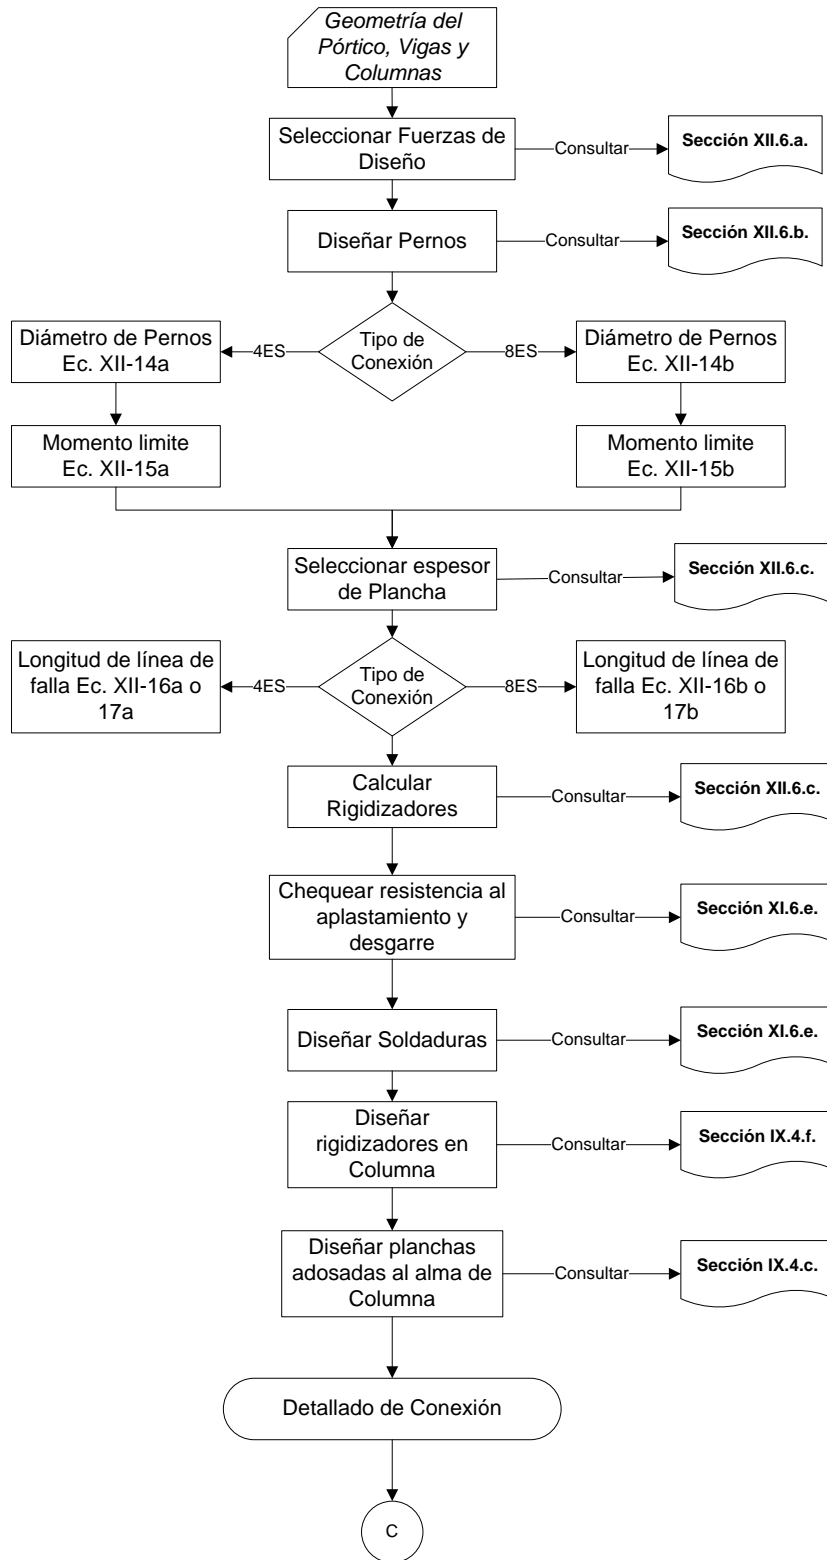 Geometría del
Pórtico, Vigas y
Columnas
Seleccionar Fuerzas de
Diseño
Consultar
Sección XII.6.a.
Diseñar Pernos
Consultar
Sección XII.6.b.
Diámetro de Pernos
Ec. XII-14a
4ES
Tipo de
Conexión
8ES
Diámetro de Pernos
Ec. XII-14b
Momento limite
Ec. XII-15a
Momento limite
Ec. XII-15b
Seleccionar espesor
de Plancha
Consultar
Sección XII.6.c.
Longitud de línea de
falla Ec. XII-16a o
17a
4ES
Tipo de
Conexión
8ES
Longitud de línea de
falla Ec. XII-16b o
17b
Calcular
Rigidizadores
Consultar
Sección XII.6.c.
Chequear resistencia al
aplastamiento y
desgarre
Consultar
Sección XI.6.e.
Diseñar Soldaduras
Consultar
Sección XI.6.e.
Diseñar
rigidizadores en
Columna
Consultar
Sección IX.4.f.
Diseñar planchas
adosadas al alma de
Columna
Consultar
Sección IX.4.c.
Detallado de Conexión
C